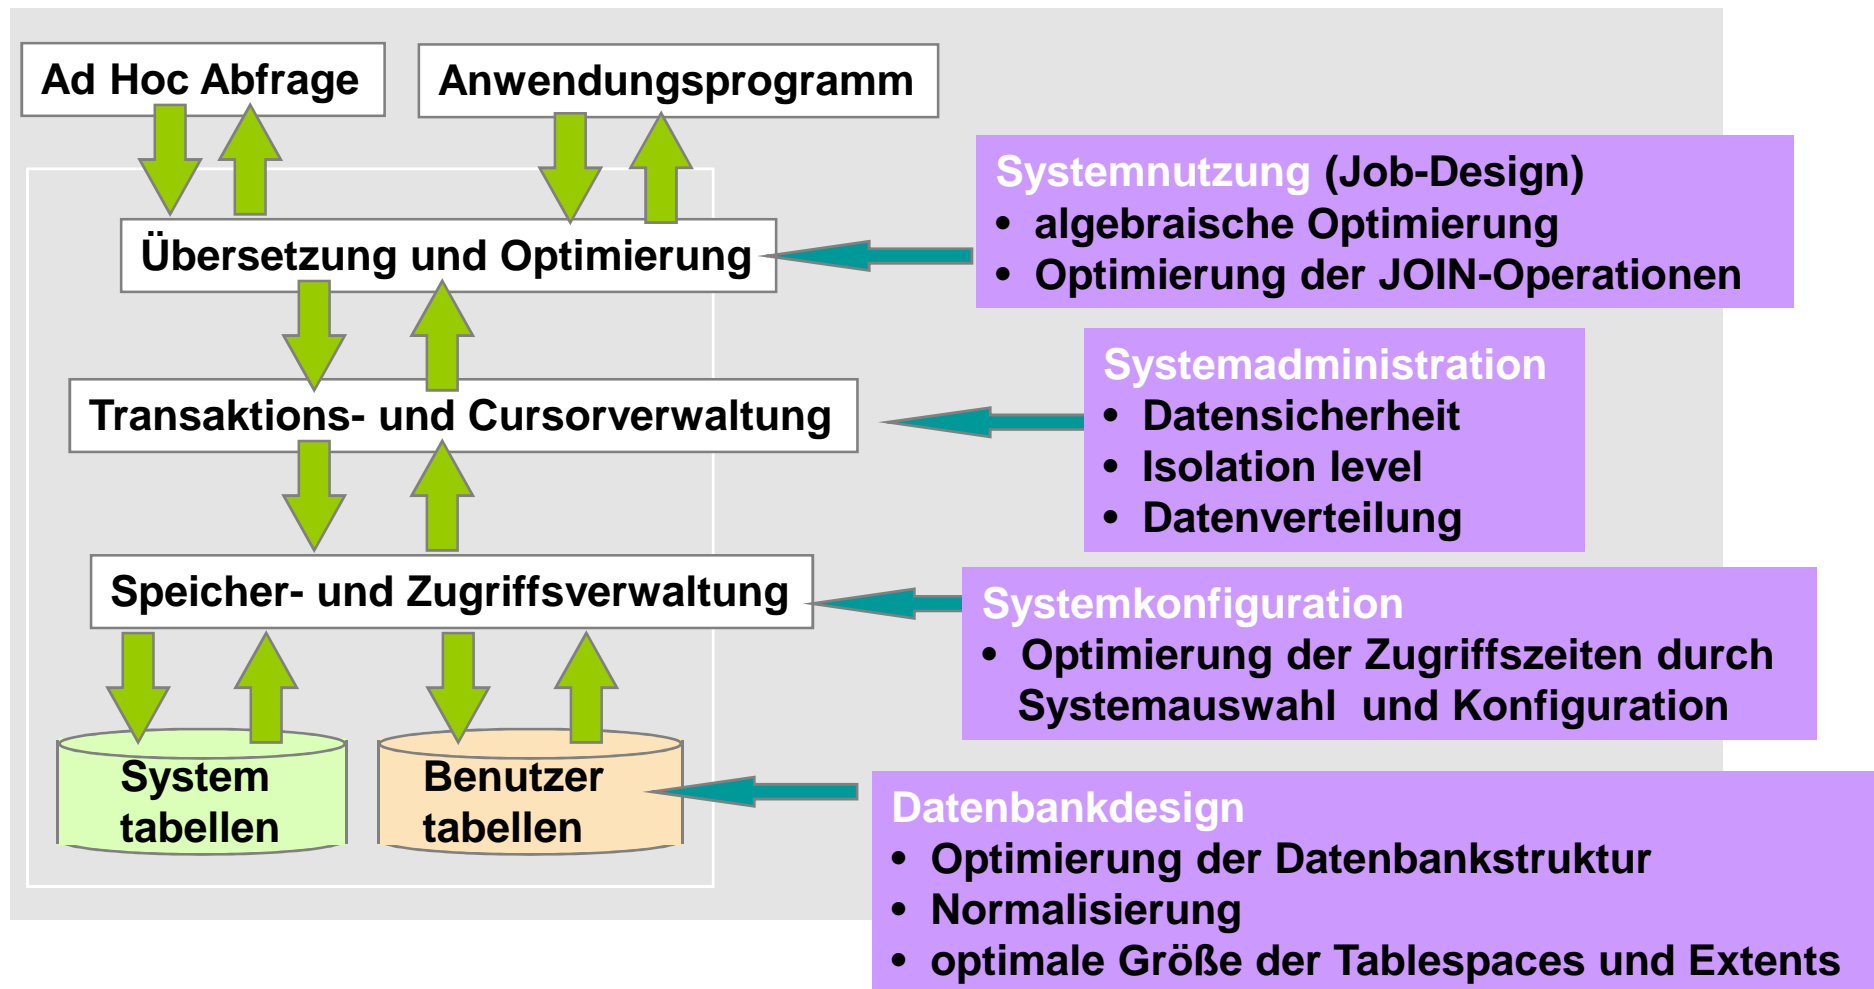 Ad Hoc Abfrage
Anwendungsprogramm
Übersetzung und Optimierung
Transaktions- und Cursorverwaltung
Speicher- und Zugriffsverwaltung
System
tabellen
Benutzer
tabellen
Systemnutzung (Job-Design)
• algebraische Optimierung
• Optimierung der JOIN-Operationen
Systemadministration
• Datensicherheit
• Isolation level
• Datenverteilung
Systemkonfiguration
• Optimierung der Zugriffszeiten durch
Systemauswahl und Konfiguration
Datenbankdesign
• Optimierung der Datenbankstruktur
• Normalisierung
• optimale Größe der Tablespaces und Extents